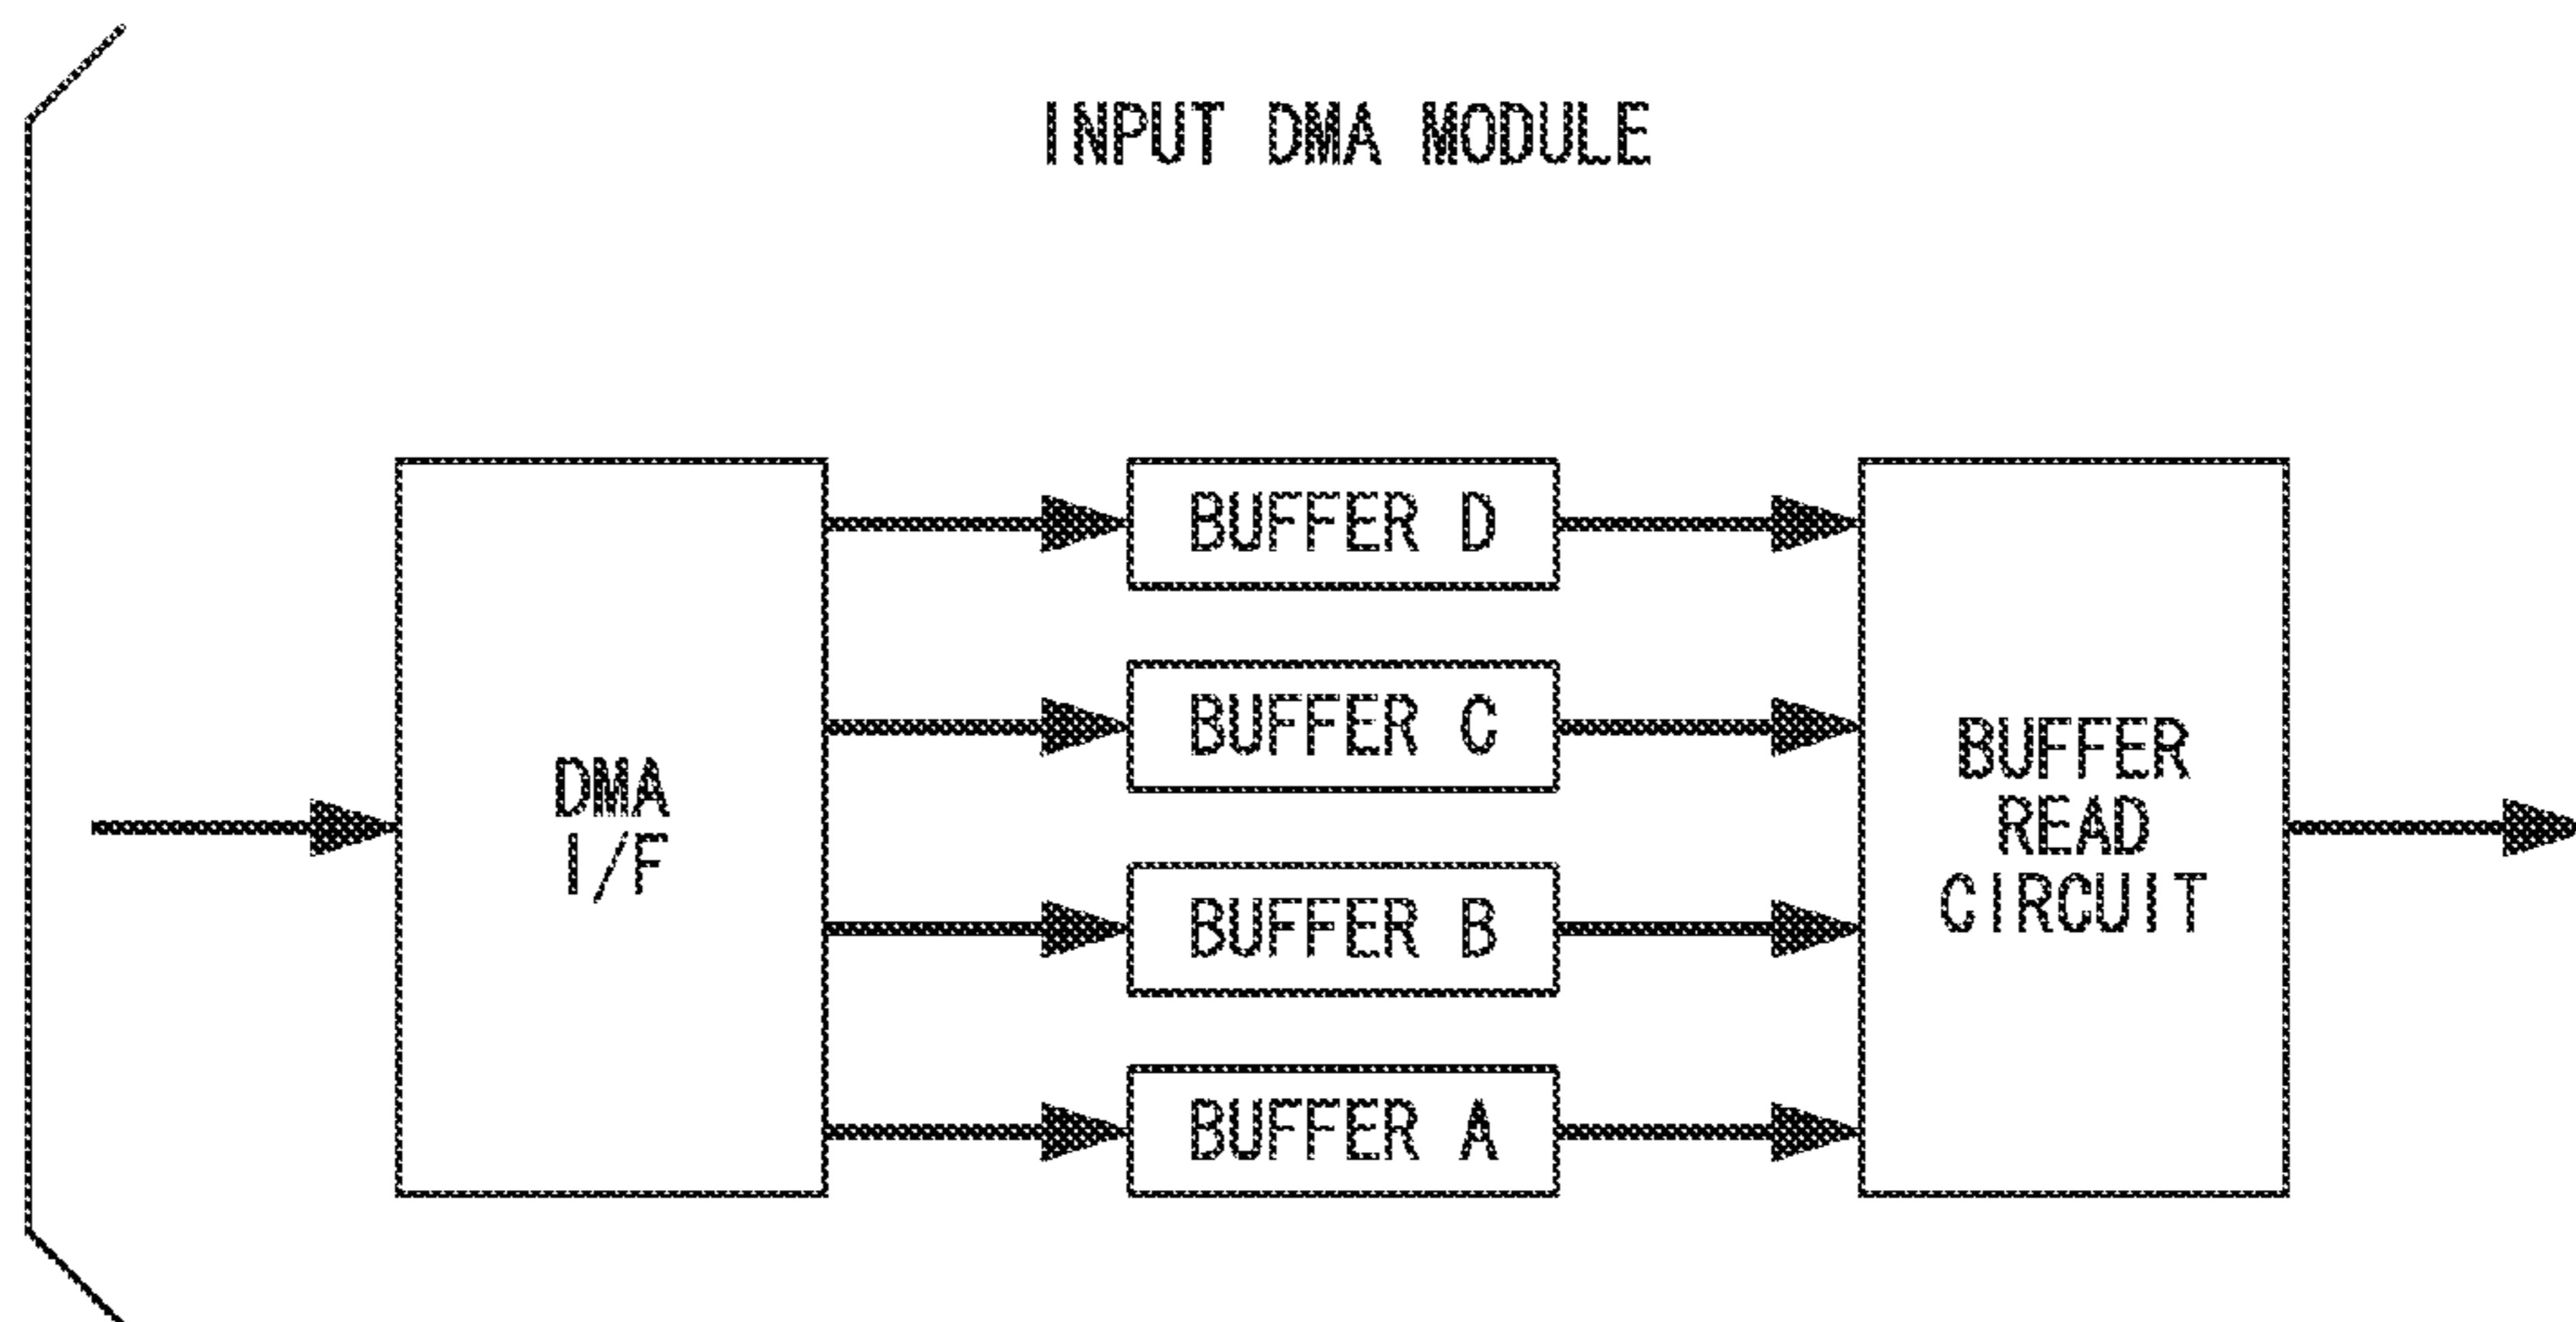 INPUT DMA MODULE
DMA
I/F
BUFFER D
BUFFER C
BUFFER B
BUFFER A
BUFFER
READ
CIRCUIT